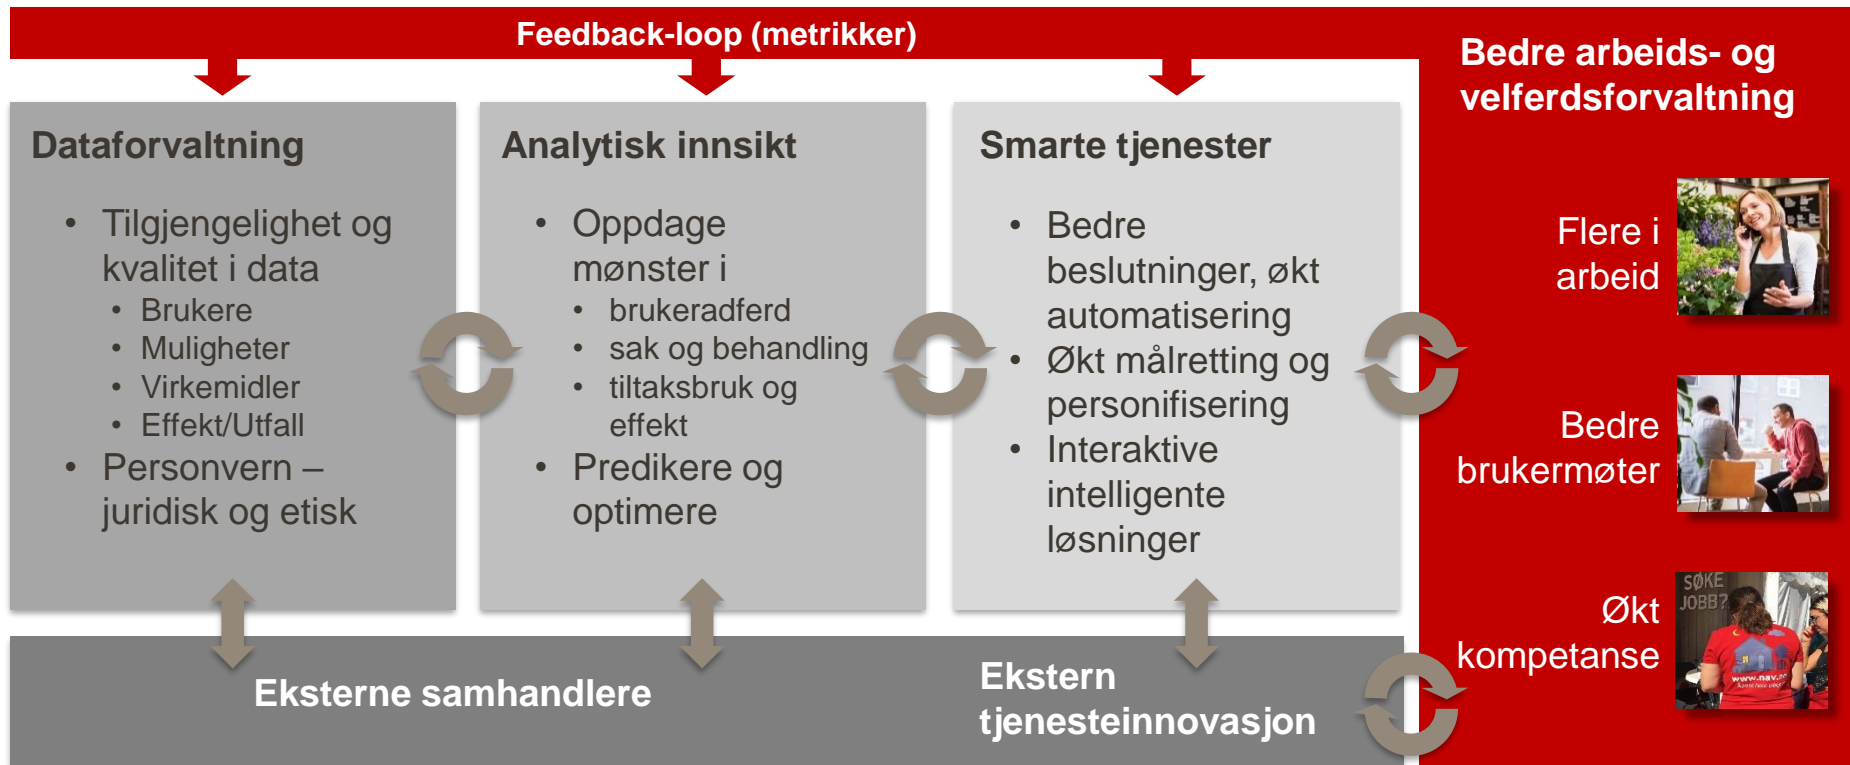 Feedback-loop (metrikker)
Dataforvaltning
• Tilgjengelighet og
kvalitet i data
• Brukere
• Muligheter
• Virkemidler
• Effekt/Utfall
• Personvern –
juridisk og etisk
Analytisk innsikt
• Oppdage
mønster i
• brukeradferd
• sak og behandling
• tiltaksbruk og
effekt
• Predikere og
optimere
Smarte tjenester
• Bedre
beslutninger, økt
automatisering
• Økt målretting og
personifisering
• Interaktive
intelligente
løsninger
Eksterne samhandlere
Ekstern
tjenesteinnovasjon
Bedre arbeids- og
velferdsforvaltning
Flere i
arbeid
Bedre
brukermøter
Økt
kompetanse
SØKE
JOBB?
www.nav.no